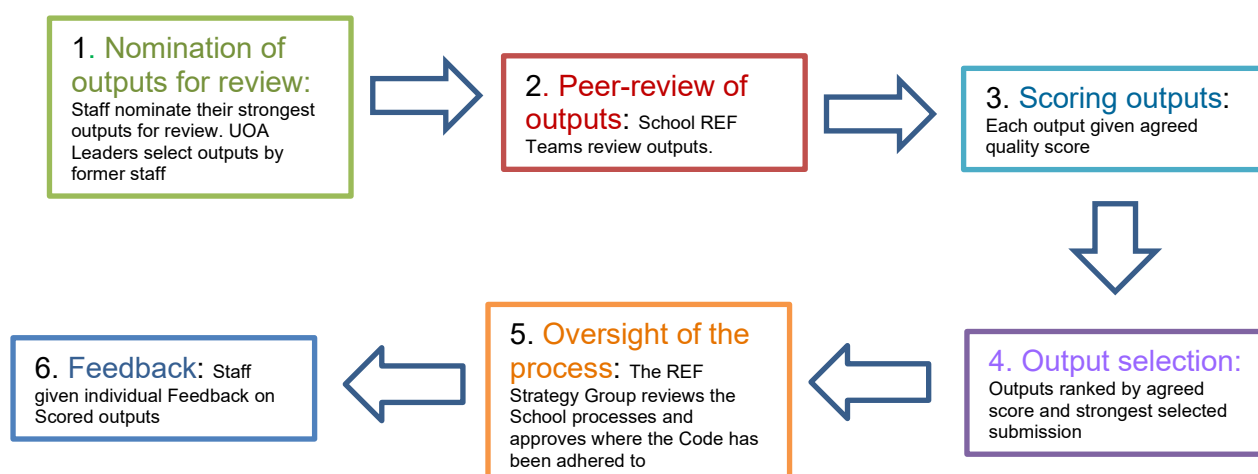 1. Nomination of
outputs for review:
Staff nominate their strongest
outputs for review. UOA
Leaders select outputs by
former staff
2. Peer-review of
outputs: School REF
Teams review outputs.
3. Scoring outputs:
Each output given agreed
quality score
4. Output selection:
Outputs ranked by agreed
score and strongest selected
submission
5. Oversight of the
process: The REF
Strategy Group reviews the
School processes and
approves where the Code has
been adhered to
6. Feedback: Staff
given individual Feedback on
Scored outputs